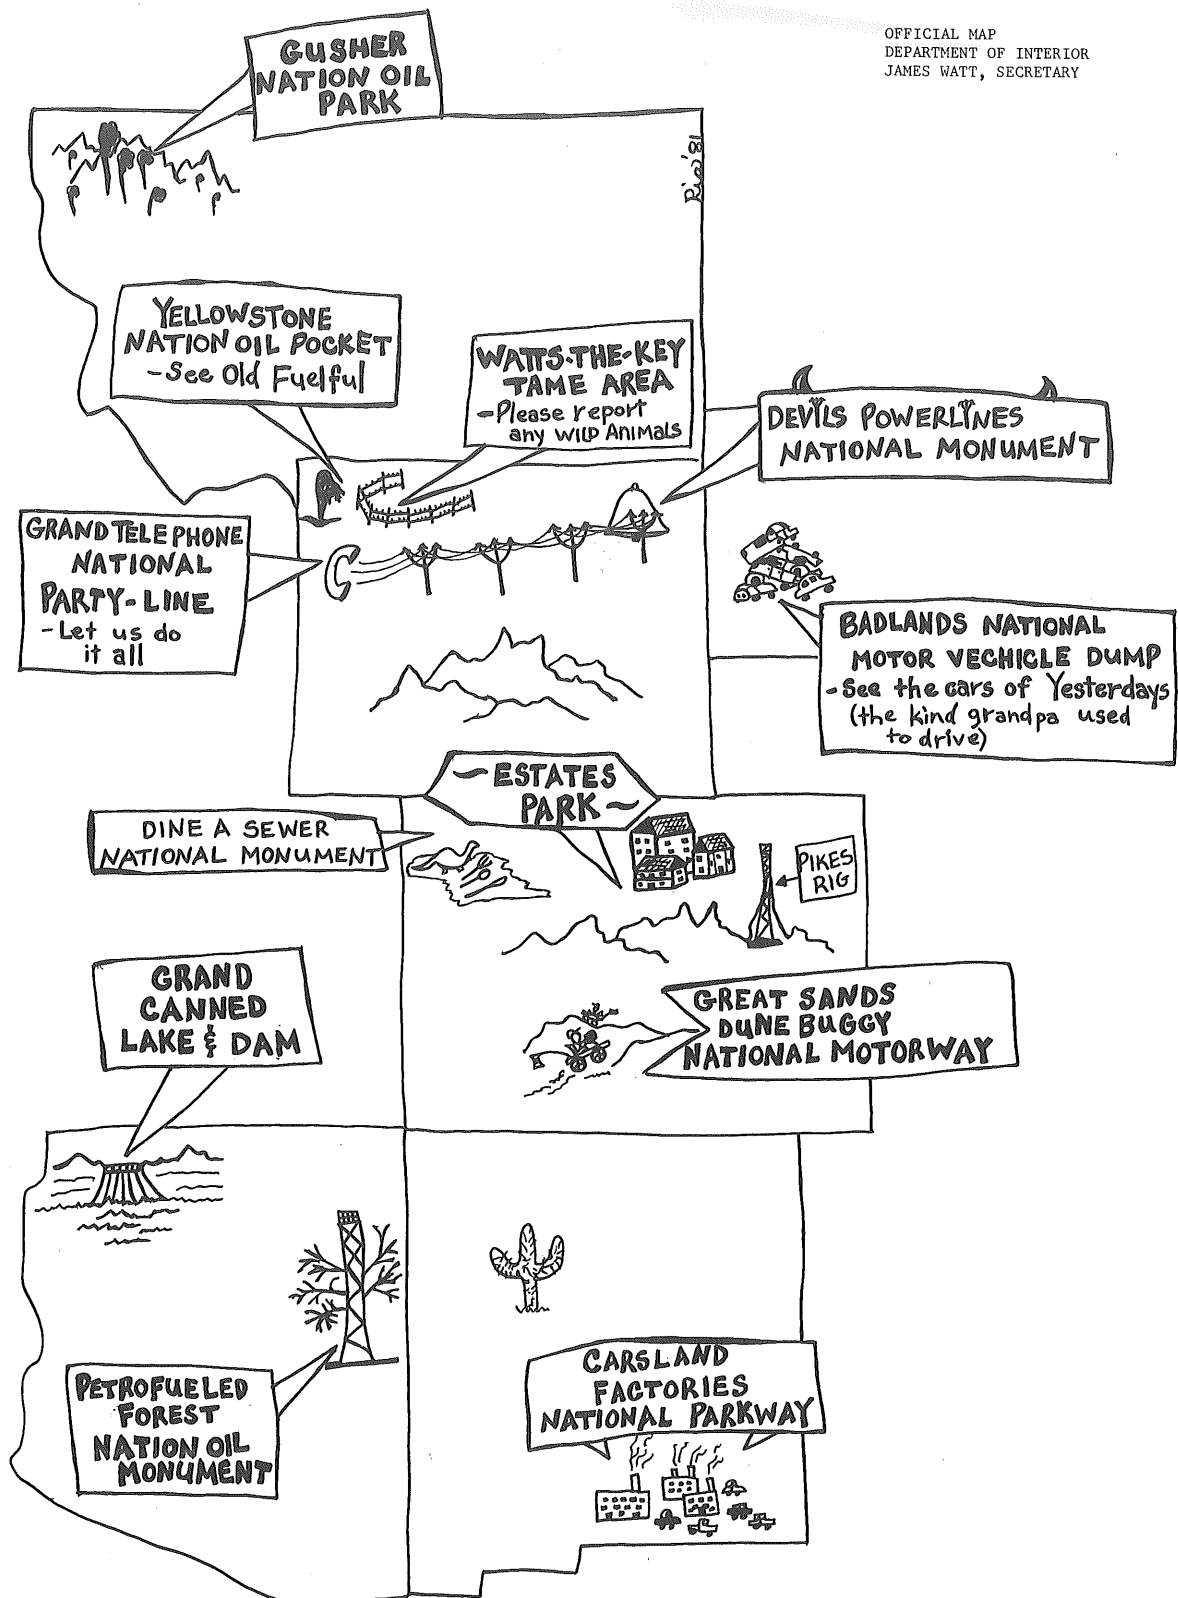 OFFICIAL MAP
DEPARTMENT OF INTERIOR
JAMES WATT, SECRETARY
GUSHER
NATION OIL
PARK
Rio '81
YELLOWSTONE
NATION OIL POCKET
-See Old Fuelful
WATTS-THE-KEY
TAME AREA
-Please report
any WILD ANIMALS
DEVILS POWERLINES
NATIONAL MONUMENT
GRAND TELEPHONE
NATIONAL
PARTY-LINE
-Let us do
it all
BADLANDS NATIONAL
MOTOR VECHICLE DUMP
-See the cars of Yesterdays
(the kind grandpa used
to drive)
~ESTATES
PARK~
DINE A SEWER
NATIONAL MONUMENT
PIKES
RIG
GRAND
CANNED
LAKE & DAM
GREAT SANDS
DUNE BUGGY
NATIONAL MOTORWAY
PETROFUELED
FOREST
NATION OIL
MONUMENT
CARSLAND
FACTORIES
NATIONAL PARKWAY